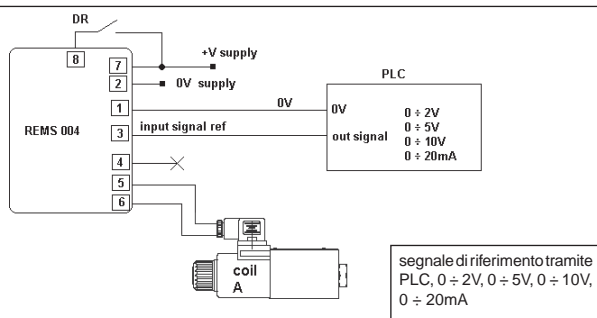 DR
8
7
+V supply
2
0V supply
PLC
1
0V
0V
0 ÷ 2V
0 ÷ 5V
REMS 004
3
input signal ref
out signal
0 ÷ 10V
0 ÷ 20mA
4
5
6
coil
A
segnale di riferimento tramite
PLC, 0 ÷ 2V, 0 ÷ 5V, 0 ÷ 10V,
0 ÷ 20mA